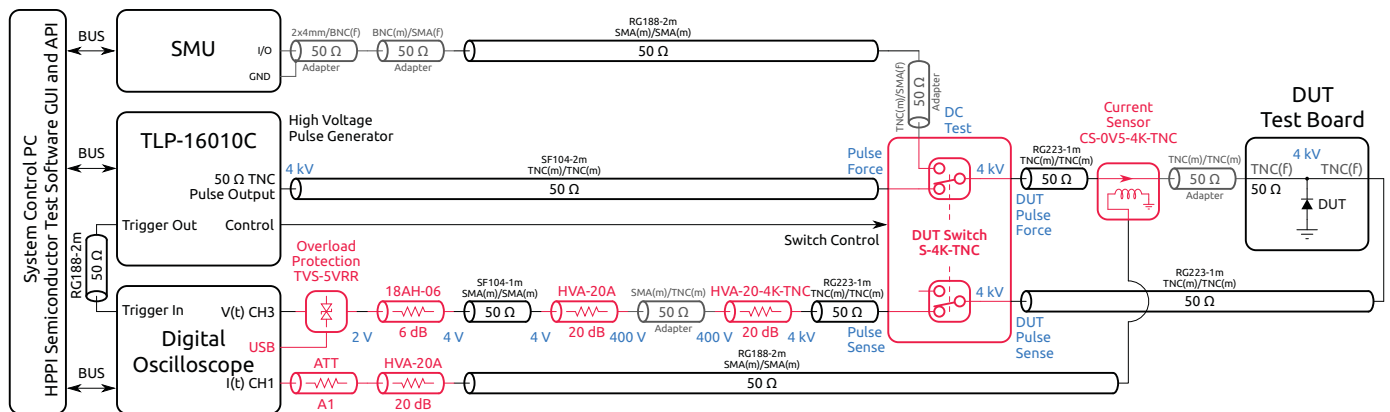 System Control PC
HPPI Semiconductor Test Software GUI and API
BUS
SMU
I/O
GND
2x4mm/BNC(f)
50 Ω
Adapter
BNC(m)/SMA(f)
50 Ω
Adapter
RG188-2m
SMA(m)/SMA(m)
50 Ω
TNC(m)/SMA(f)
50 Ω
Adapter
BUS
TLP-16010C
High Voltage
Pulse Generator
50 Ω TNC
Pulse Output
4 kV
SF104-2m
TNC(m)/TNC(m)
50 Ω
Pulse
Force
DC
Test
4 kV
Trigger Out
Control
Switch Control
DUT Switch
S-4K-TNC
RG223-1m
TNC(m)/TNC(m)
50 Ω
DUT
Pulse
Force
Current
Sensor
CS-0V5-4K-TNC
TNC(m)/TNC(m)
50 Ω
Adapter
DUT
Test Board
4 kV
TNC(f)
TNC(f)
50 Ω
DUT
RG188-2m
50 Ω
BUS
Digital
Oscilloscope
Trigger In
V(t) CH3
USB
I(t) CH1
Overload
Protection
TVS-5VRR
2 V
18AH-06
6 dB
4 V
SF104-1m
SMA(m)/SMA(m)
50 Ω
4 V
HVA-20A
20 dB
400 V
SMA(m)/TNC(m)
50 Ω
Adapter
400 V
HVA-20-4K-TNC
20 dB
4 kV
RG223-1m
TNC(m)/TNC(m)
50 Ω
Pulse
Sense
4 kV
DUT
Pulse
Sense
RG223-1m
TNC(m)/TNC(m)
50 Ω
ATT
A1
HVA-20A
20 dB
RG188-2m
SMA(m)/SMA(m)
50 Ω